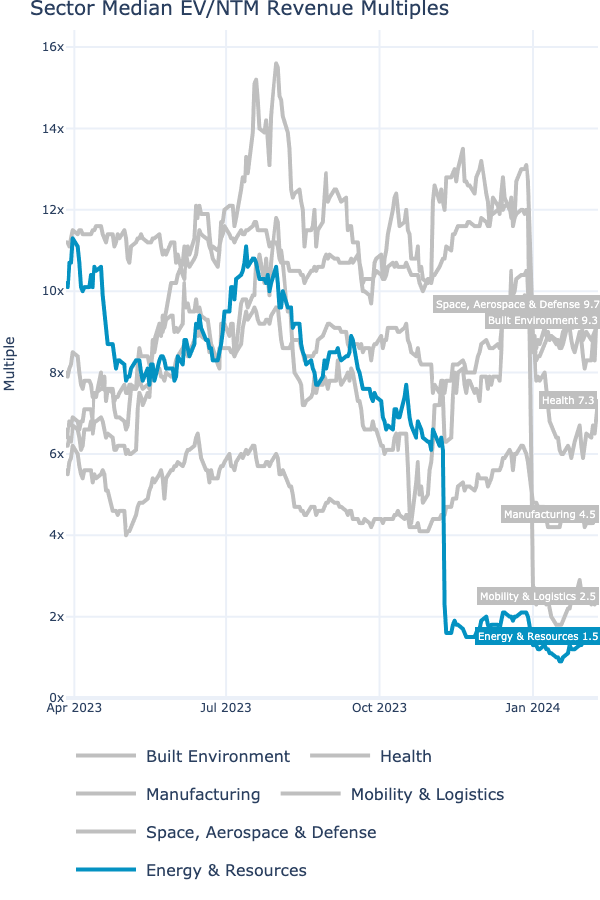 Sector Median EV/NTM Revenue Multiples
16x
14x
12x
10x
8x
6x
4x
2x
0x
Multiple
Space, Aerospace & Defense 9.7
Built Environment 9.3
Health 7.3
Manufacturing 4.5
Mobility & Logistics 2.5
Energy & Resources 1.5
Apr 2023 Jul 2023 Oct 2023 Jan 2024
Built Environment Health
Manufacturing Mobility & Logistics
Space, Aerospace & Defense
Energy & Resources